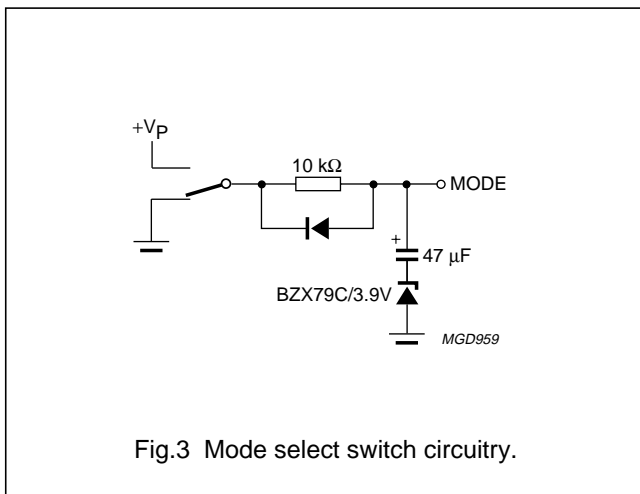 +VP
10 kΩ
MODE
+
47 µF
BZX79C/3.9V
MGD959
Fig.3 Mode select switch circuitry.